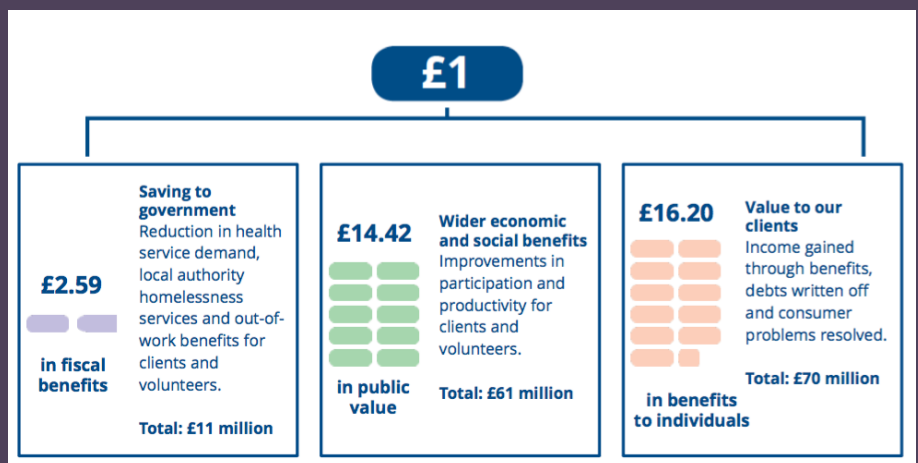 £1
£2.59
in fiscal
benefits
Saving to
government
Reduction in health
service demand,
local authority
homelessness
services and out-of-
work benefits for
clients and
volunteers.
Total: £11 million
£14.42
in public
value
Wider economic
and social benefits
Improvements in
participation and
productivity for
clients and
volunteers.
Total: £61 million
£16.20
in benefits
to individuals
Value to our
clients
Income gained
through benefits,
debts written off
and consumer
problems resolved.
Total: £70 million